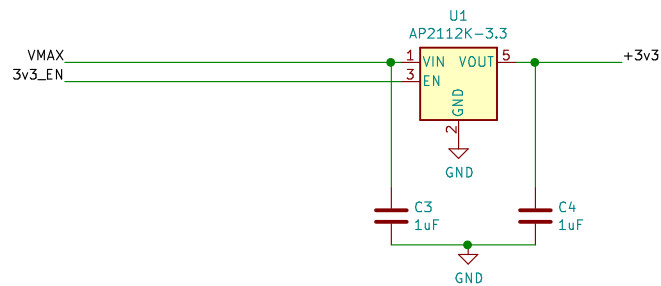 U1
AP2112K-3.3
VMAX
1
VIN
VOUT
5
+3v3
3v3_EN
3
EN
GND
2
GND
C3
1uF
C4
1uF
GND